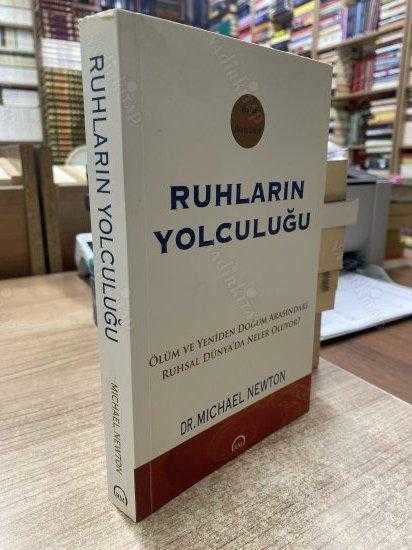 RUHLARIN YOLCULUĞU
MICHAEL NEWTON
RUHLARIN
YOLCULUĞU
ÖLÜM VE YENİDEN DOĞUM ARASINDAKİ
RUHSAL DÜNYA'DA NELER OLUYOR?
DR. MICHAEL NEWTON